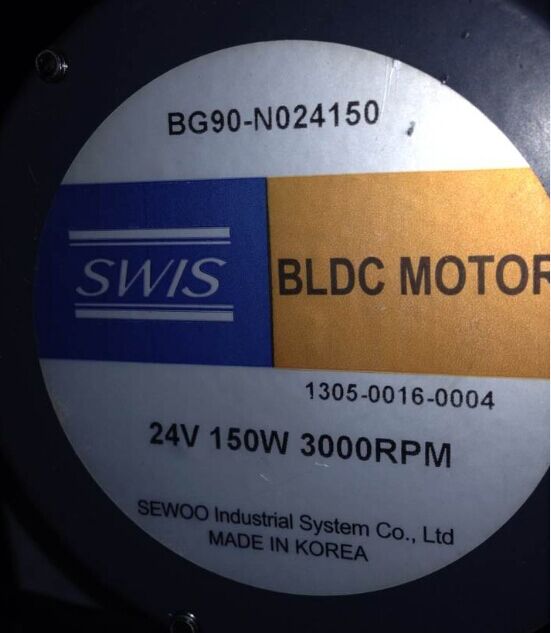 BG90-N024150
SWIS
BLDC MOTOR
1305-0016-0004
24V 150W 3000RPM
SEWOO Industrial System Co., Ltd
MADE IN KOREA